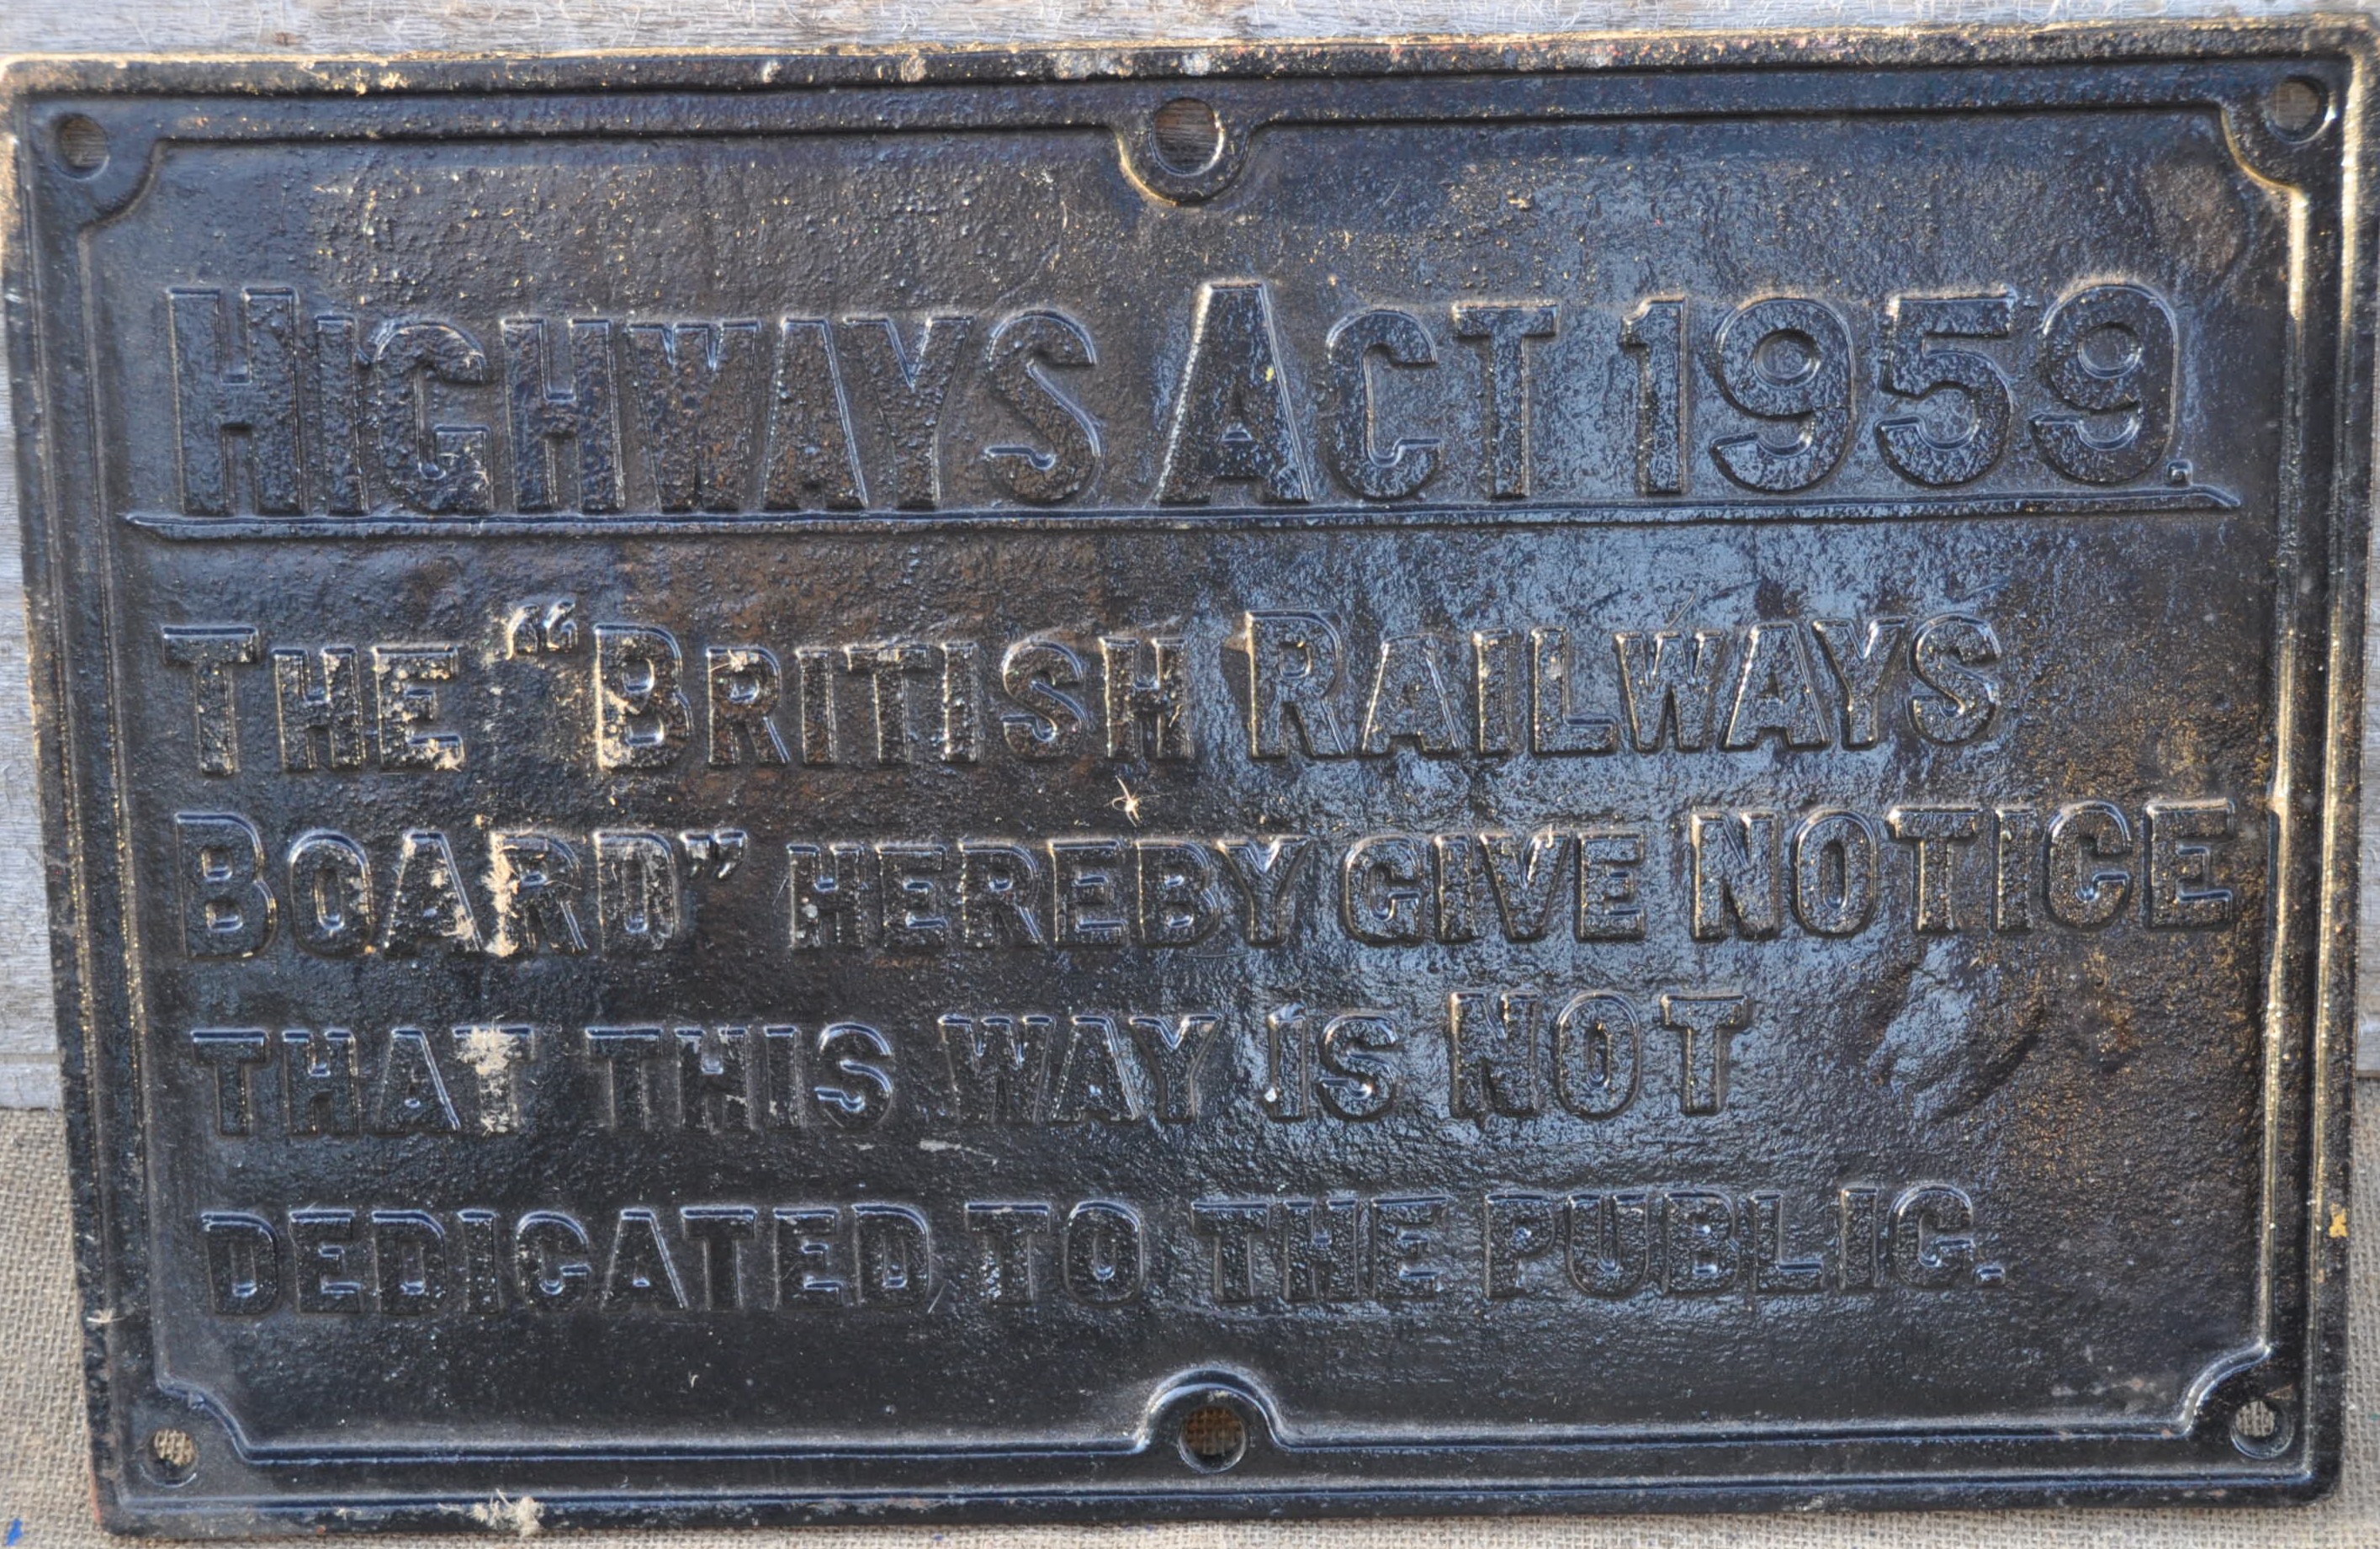 HIGHWAYS ACT 1959.
THE “BRITISH RAILWAYS
BOARD” HEREBY GIVE NOTICE
THAT THIS WAY IS NOT
DEDICATED TO THE PUBLIC.